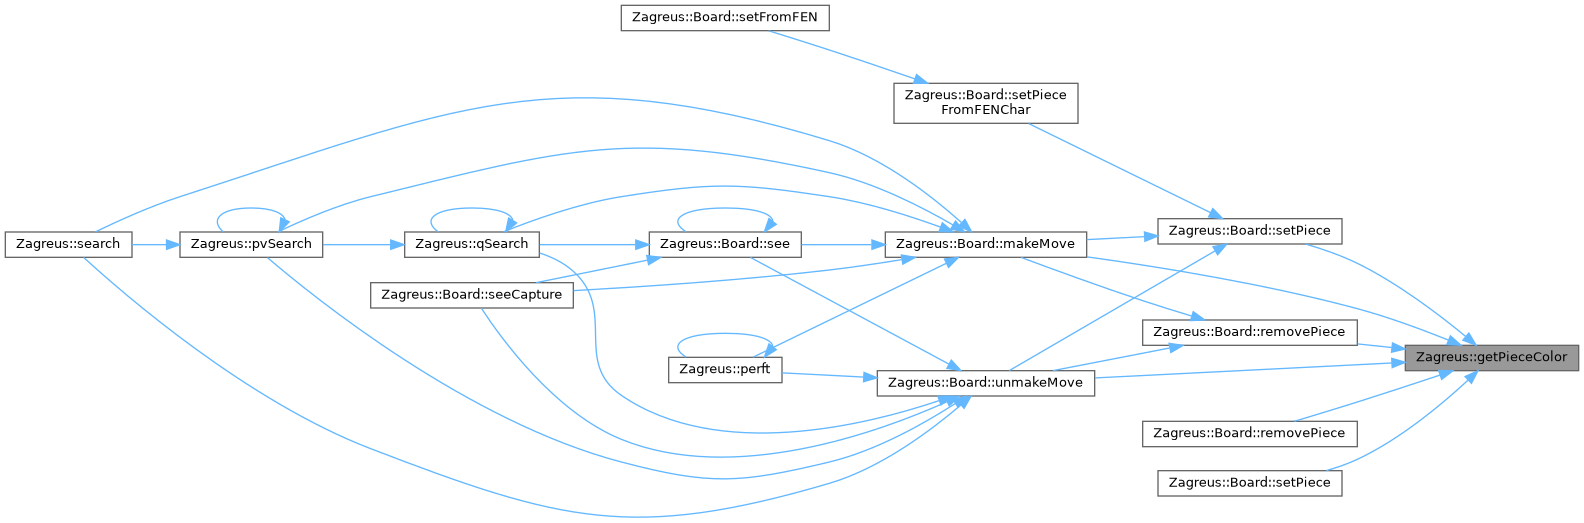 Zagreus::Board::setFromFEN
Zagreus::Board::setPiece
FromFENChar
Zagreus::search
Zagreus::pvSearch
Zagreus::qSearch
Zagreus::Board::see
Zagreus::Board::makeMove
Zagreus::Board::setPiece
Zagreus::Board::seeCapture
Zagreus::Board::removePiece
Zagreus::getPieceColor
Zagreus::perft
Zagreus::Board::unmakeMove
Zagreus::Board::removePiece
Zagreus::Board::setPiece